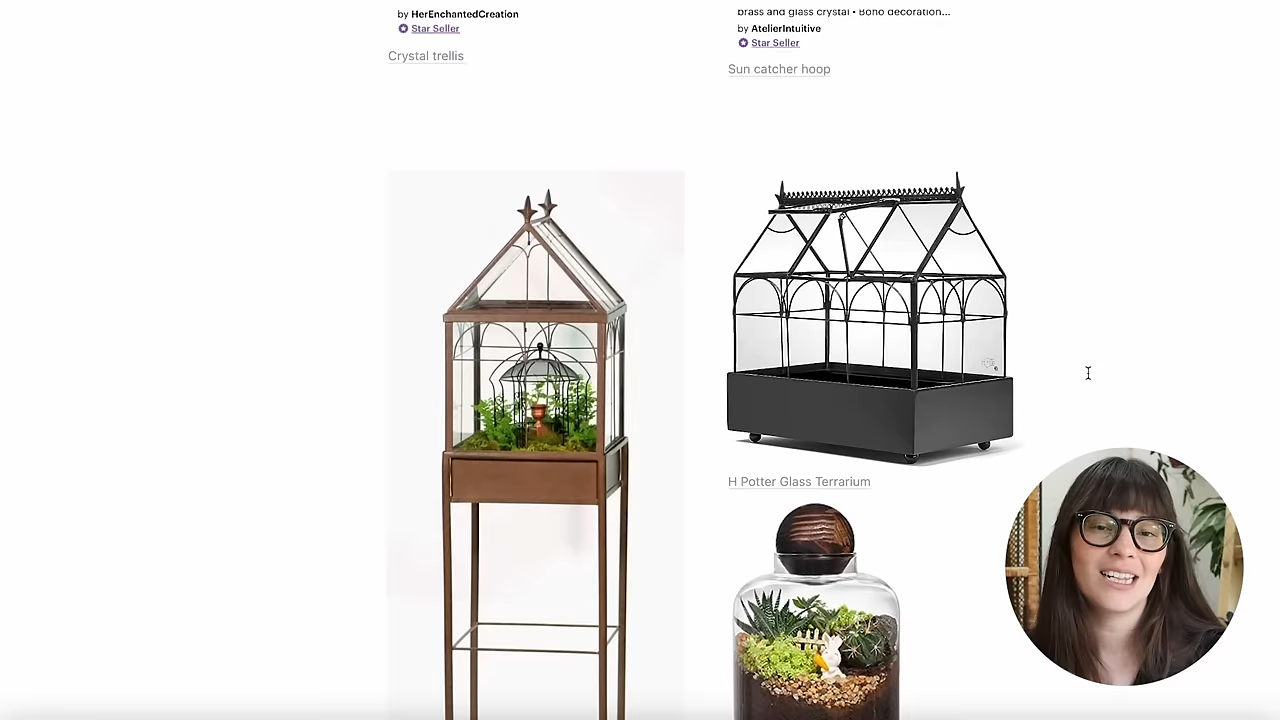 by HerEnchantedCreation
Star Seller
Crystal trellis
brass and glass crystal • Boho decoration...
by AtelierIntuitive
Star Seller
Sun catcher hoop
H Potter Glass Terrarium